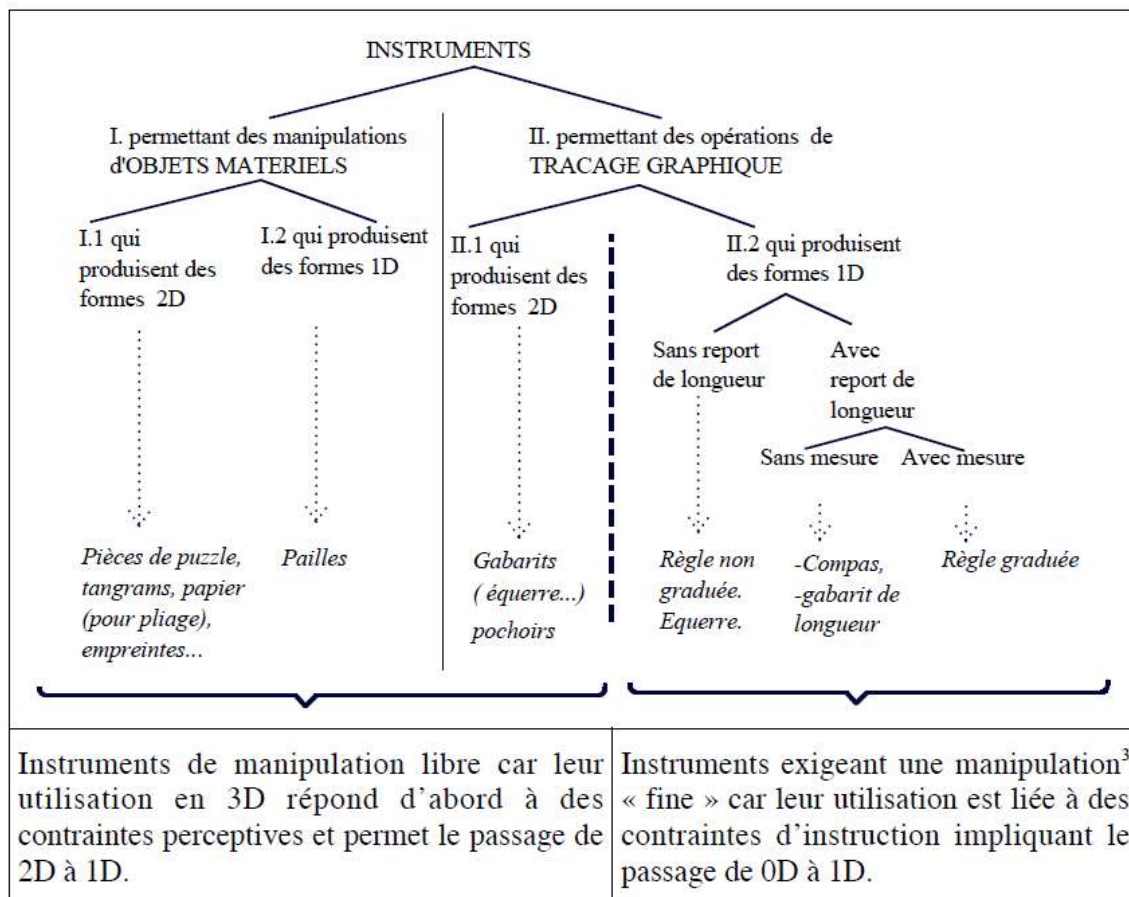 INSTRUMENTS
I. permettant des manipulations
d'OBJETS MATERIELS
II. permettant des opérations de
TRACAGE GRAPHIQUE
I.1 qui
produisent des
formes 2D
I.2 qui produisent
des formes 1D
II.1 qui
produisent des
formes 2D
II.2 qui produisent
des formes 1D
Sans report
de longueur
Avec
report de
longueur
Sans mesure
Avec mesure
Pièces de puzzle,
tangrams, papier
(pour pliage),
empreintes...
Pailles
Gabarits
( équerre...)
pochoirs
Règle non
graduée.
Equerre.
-Compas,
-gabarit de
longueur
Règle graduée
Instruments de manipulation libre car leur
utilisation en 3D répond d'abord à des
contraintes perceptives et permet le passage de
2D à 1D.
Instruments exigeant une manipulation³
« fine » car leur utilisation est liée à des
contraintes d'instruction impliquant le
passage de 0D à 1D.